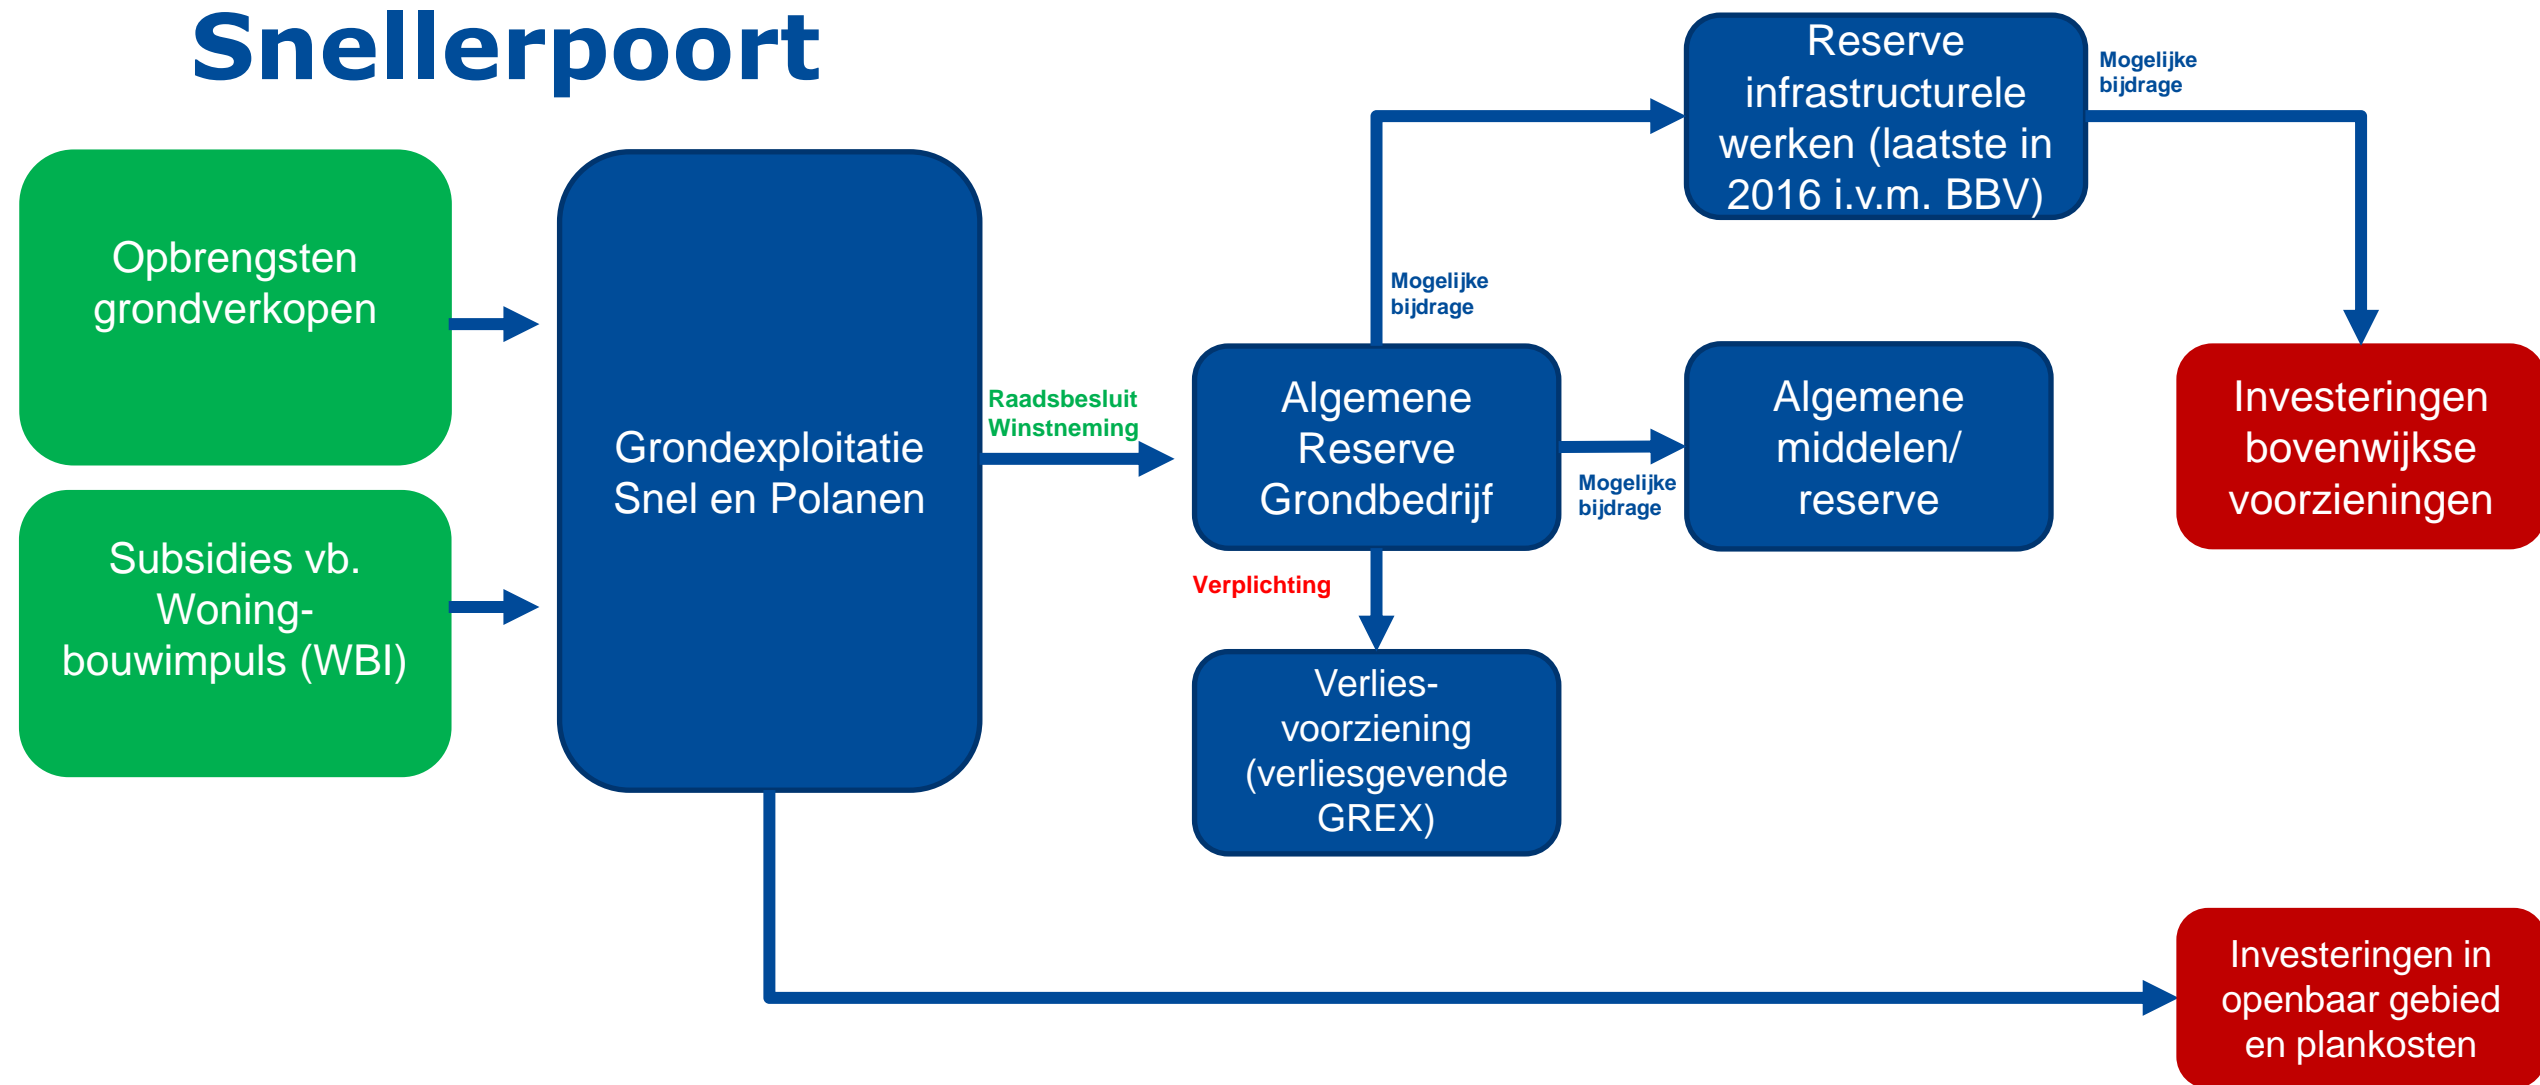 Snellerpoort
Opbrengsten
grondverkopen
Subsidies vb.
Woning-
bouwimpuls (WBI)
Grondexploitatie
Snel en Polanen
Raadsbesluit
Winstneming
Algemene
Reserve
Grondbedrijf
Mogelijke
bijdrage
Reserve
infrastructurele
werken (laatste in
2016 i.v.m. BBV)
Mogelijke
bijdrage
Mogelijke
bijdrage
Algemene
middelen/
reserve
Investeringen
bovenwijkse
voorzieningen
Verplichting
Verlies-
voorziening
(verliesgevende
GREX)
Investeringen in
openbaar gebied
en plankosten